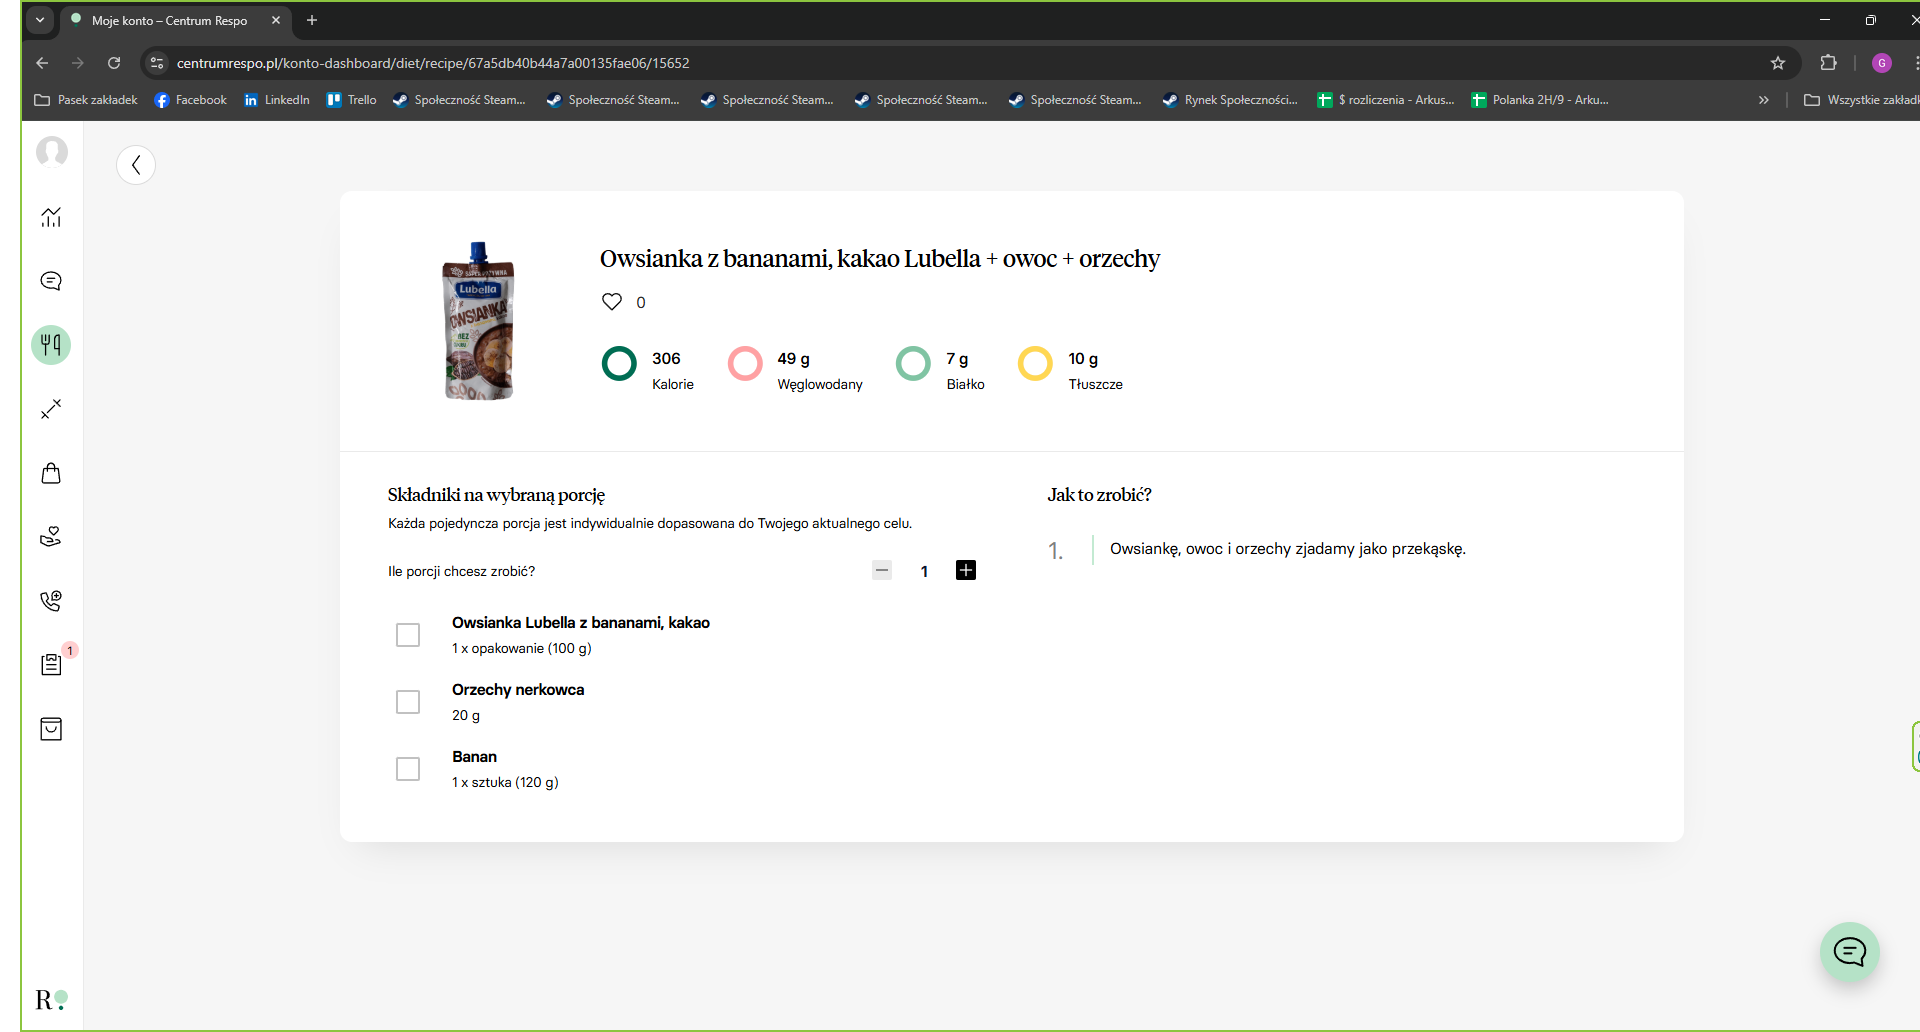 Moje konto – Centrum Respo
centrumrespo.pl/konto-dashboard/diet/recipe/67a5db40b44a7a00135fae06/15652
G
Pasek zakładek
Facebook
LinkedIn
Trello
Społeczność Steam...
Społeczność Steam...
Społeczność Steam...
Społeczność Steam...
Społeczność Steam...
Rynek Społeczności...
$ rozliczenia - Arkus...
Polanka 2H/9 - Arku...
Wszystkie zakładk
Owsianka z bananami, kakao Lubella + owoc + orzechy
0
306
Kalorie
49 g
Węglowodany
7 g
Białko
10 g
Tłuszcze
Lubella
OWSIANKA
BEZ
Składniki na wybraną porcję
Każda pojedyncza porcja jest indywidualnie dopasowana do Twojego aktualnego celu.
Ile porcji chcesz zrobić?
1
Owsianka Lubella z bananami, kakao
1 x opakowanie (100 g)
Orzechy nerkowca
20 g
Banan
1 x sztuka (120 g)
Jak to zrobić?
1.
Owsiankę, owoc i orzechy zjadamy jako przekąskę.
1
R